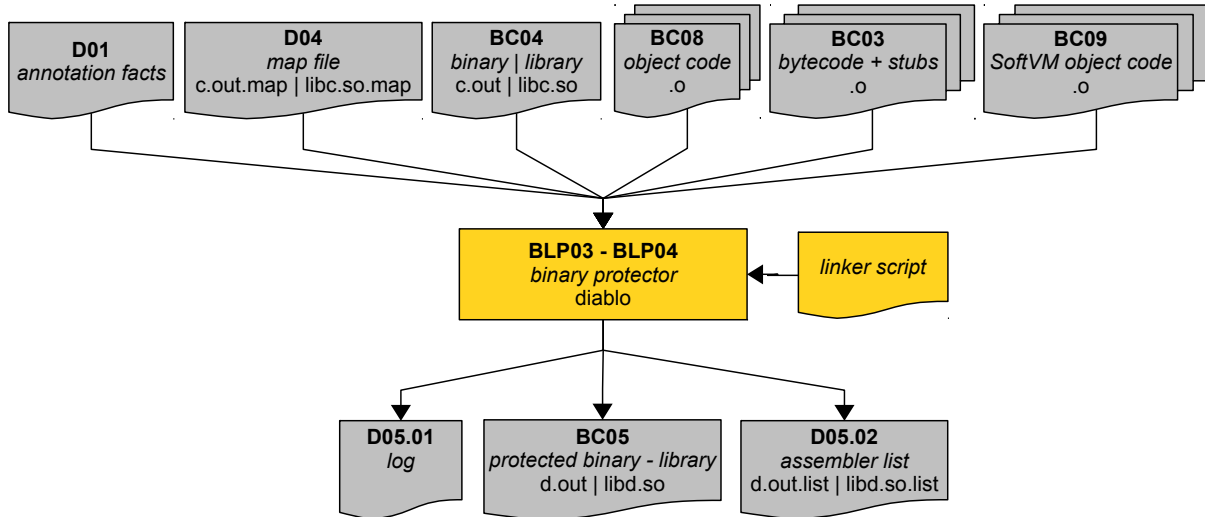 D01
annotation facts
D04
map file
c.out.map | libc.so.map
BC04
binary | library
c.out | libc.so
BC08
object code
.o
BC03
bytecode + stubs
.o
BC09
SoftVM object code
.o
BLP03 - BLP04
binary protector
diablo
linker script
D05.01
log
BC05
protected binary - library
d.out | libd.so
D05.02
assembler list
d.out.list | libd.so.list